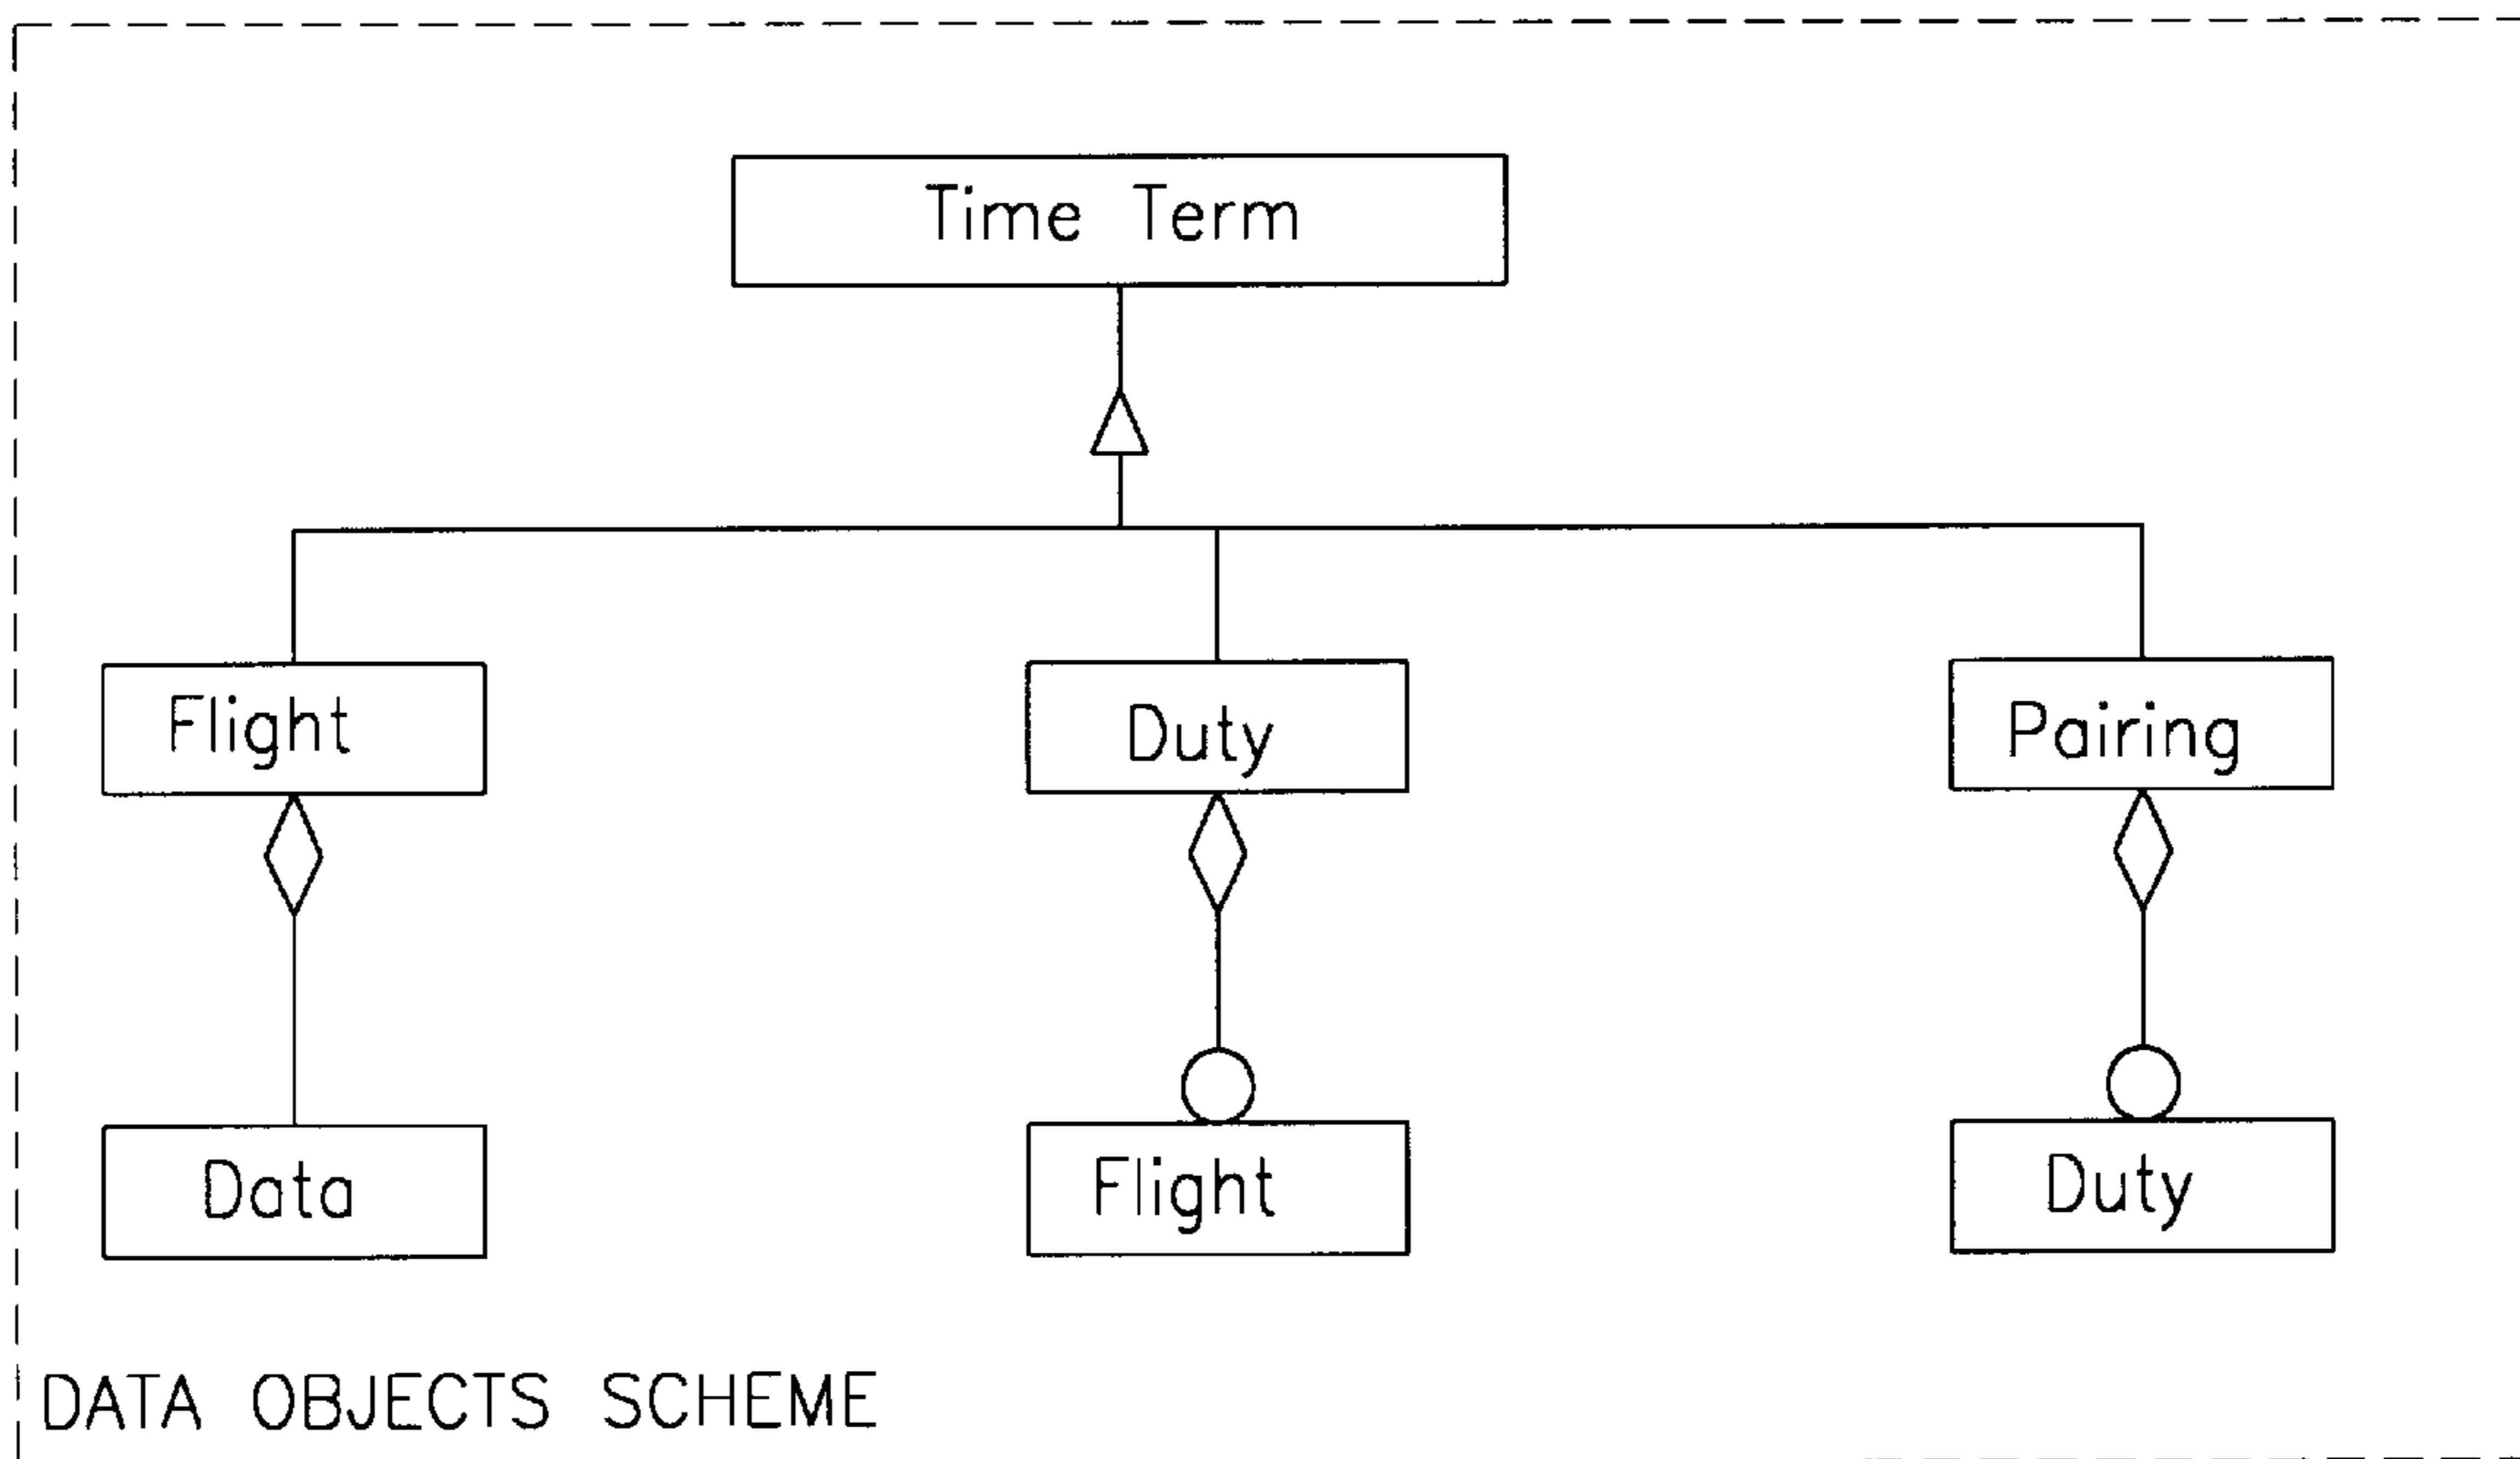 Time Term
Flight
Duty
Pairing
Data
Flight
Duty
DATA OBJECTS SCHEME